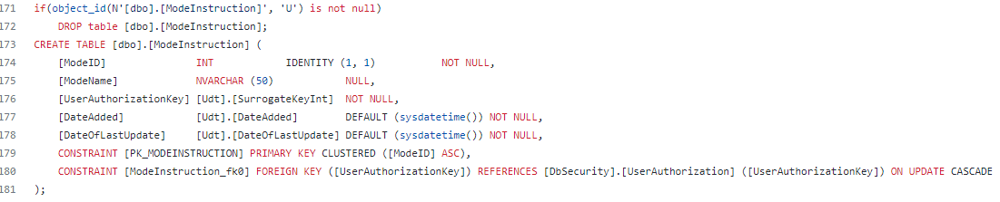 171 if(object_id(N'[dbo].[ModeInstruction]', 'U') is not null)
172 DROP table [dbo].[ModeInstruction];
173 CREATE TABLE [dbo].[ModeInstruction] (
174 [ModeID] INT IDENTITY (1, 1) NOT NULL,
175 [ModeName] NVARCHAR (50) NULL,
176 [UserAuthorizationKey] [Udt].[SurrogateKeyInt] NOT NULL,
177 [DateAdded] [Udt].[DateAdded] DEFAULT (sysdatetime()) NOT NULL,
178 [DateOfLastUpdate] [Udt].[DateOfLastUpdate] DEFAULT (sysdatetime()) NOT NULL,
179 CONSTRAINT [PK_MODEINSTRUCTION] PRIMARY KEY CLUSTERED ([ModeID] ASC),
180 CONSTRAINT [ModeInstruction_fk0] FOREIGN KEY ([UserAuthorizationKey]) REFERENCES [DbSecurity].[UserAuthorization] ([UserAuthorizationKey]) ON UPDATE CASCADE
181 );